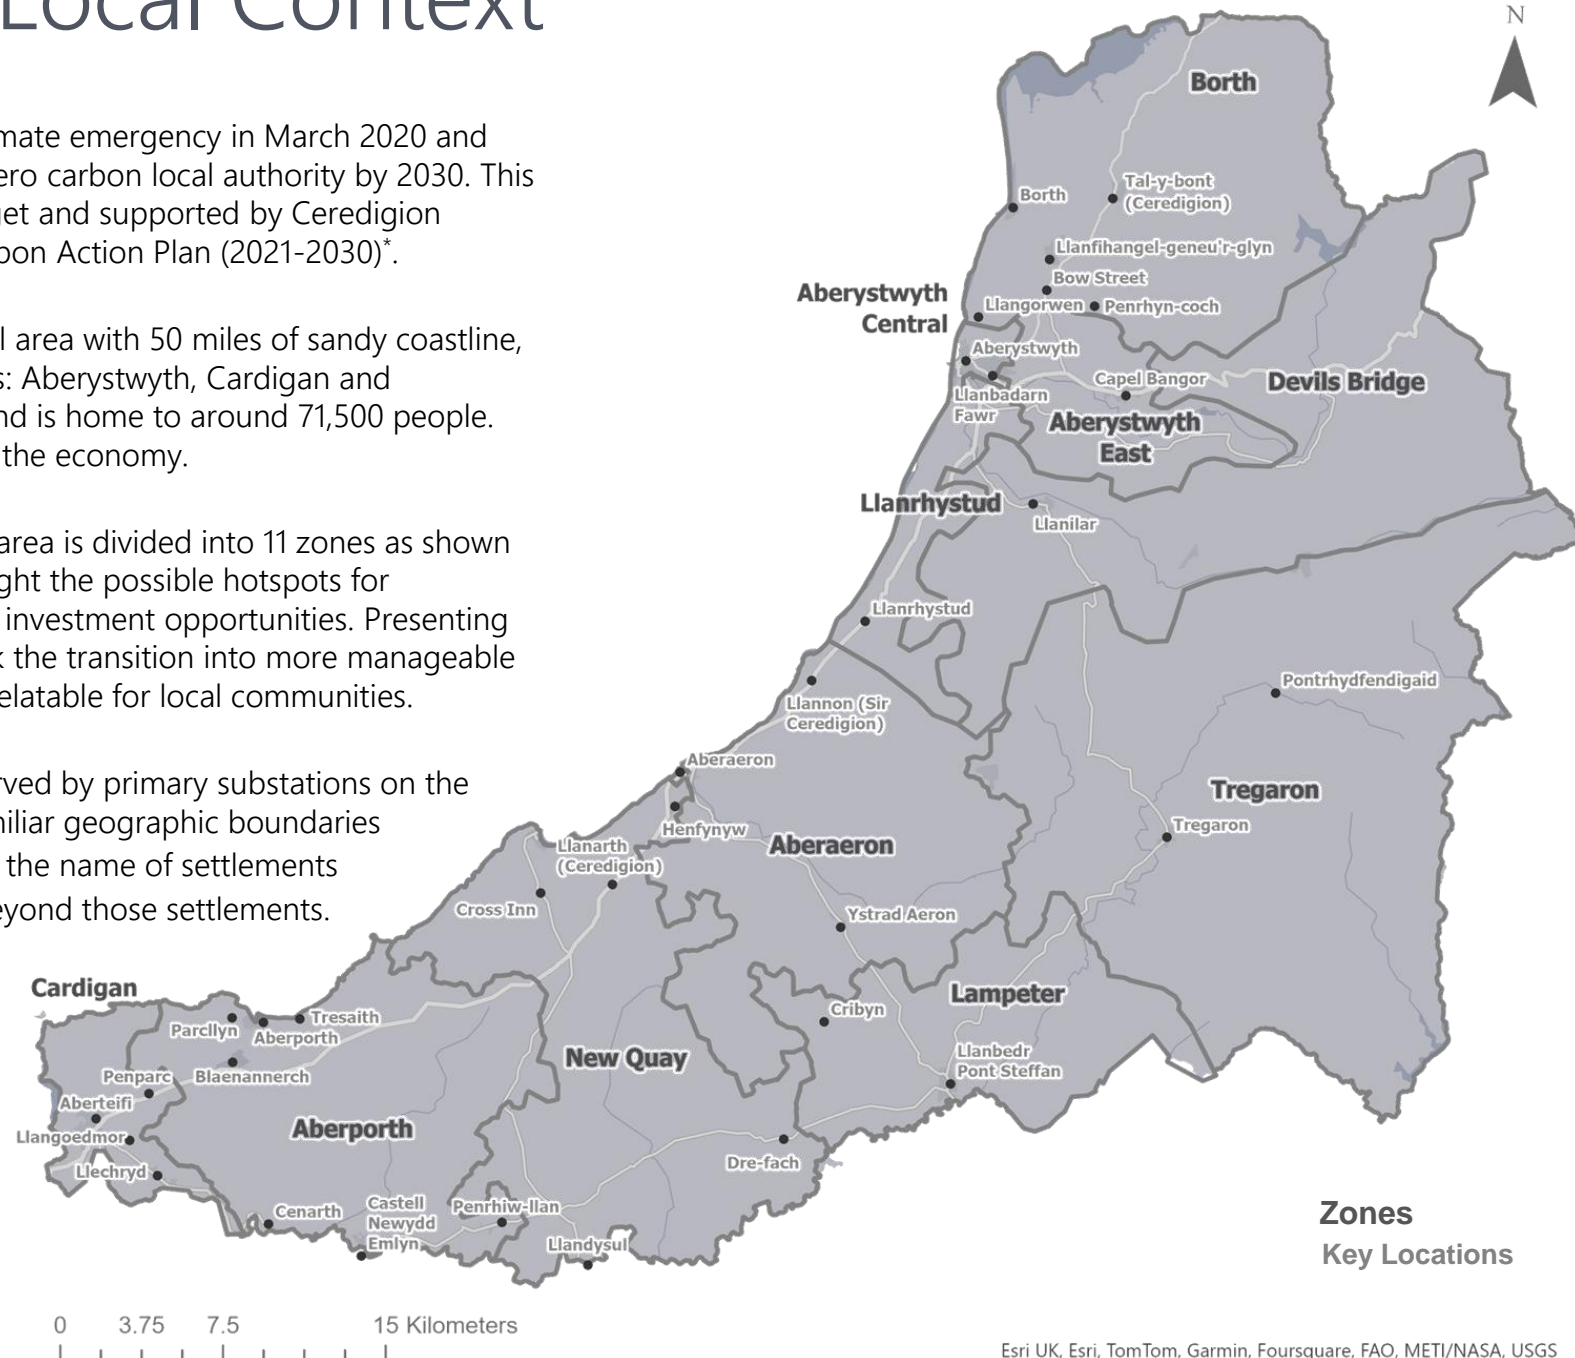 Local Context
mate emergency in March 2020 and
ero carbon local authority by 2030. This
get and supported by Ceredigion
bon Action Plan (2021-2030)*.
l area with 50 miles of sandy coastline,
s: Aberystwyth, Cardigan and
nd is home to around 71,500 people.
the economy.
area is divided into 11 zones as shown
ght the possible hotspots for
investment opportunities. Presenting
k the transition into more manageable
elatable for local communities.
rved by primary substations on the
niliar geographic boundaries
the name of settlements
eyond those settlements.
N
Borth
Borth
Tal-y-bont
(Ceredigion)
Llanfihangel-geneu'r-glyn
Bow Street
Llangorwen
Penrhyn-coch
Aberystwyth
Central
Aberystwyth
Llanbadarn
Fawr
Capel Bangor
Devils Bridge
Aberystwyth
East
Llanrhystud
Llanilar
Llanrhystud
Llannon (Sir
Ceredigion)
Pontrhydfendigaid
Aberaeron
Henfynyw
Tregaron
Tregaron
Aberaeron
Llanarth
(Ceredigion)
Cross Inn
Ystrad Aeron
Cardigan
Lampeter
Cribyn
Parcllyn
Aberporth
Tresaith
Blaenannerch
Penparc
Aberteifi
Llangoedmor
Llechryd
New Quay
Llanbedr
Pont Steffan
Aberporth
Dre-fach
Cenarth
Castell
Newydd
Emlyn
Penrhiw-llan
Llandysul
Zones
Key Locations
0 3.75 7.5 15 Kilometers
Esri UK, Esri, TomTom, Garmin, Foursquare, FAO, METI/NASA, USGS